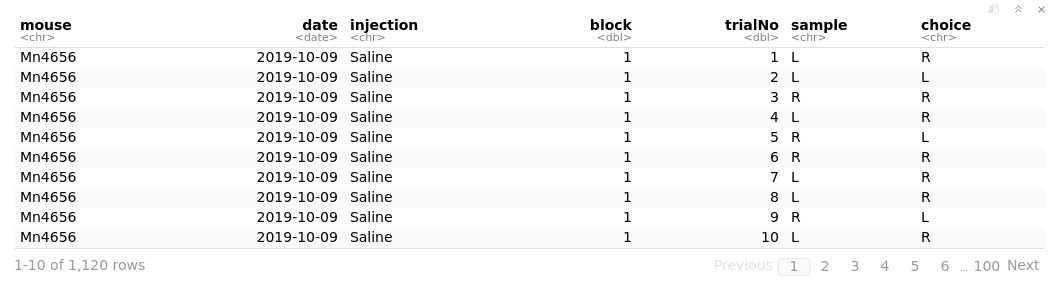 mouse date injection block trialNo sample choice
<chr> <date> <chr> <dbl> <dbl> <chr> <chr>
Mn4656 2019-10-09 Saline 1 1 L R
Mn4656 2019-10-09 Saline 1 2 L L
Mn4656 2019-10-09 Saline 1 3 R R
Mn4656 2019-10-09 Saline 1 4 L R
Mn4656 2019-10-09 Saline 1 5 R L
Mn4656 2019-10-09 Saline 1 6 R R
Mn4656 2019-10-09 Saline 1 7 L R
Mn4656 2019-10-09 Saline 1 8 L R
Mn4656 2019-10-09 Saline 1 9 R L
Mn4656 2019-10-09 Saline 1 10 L R
1-10 of 1,120 rows Previous 1 2 3 4 5 6 ... 100 Next